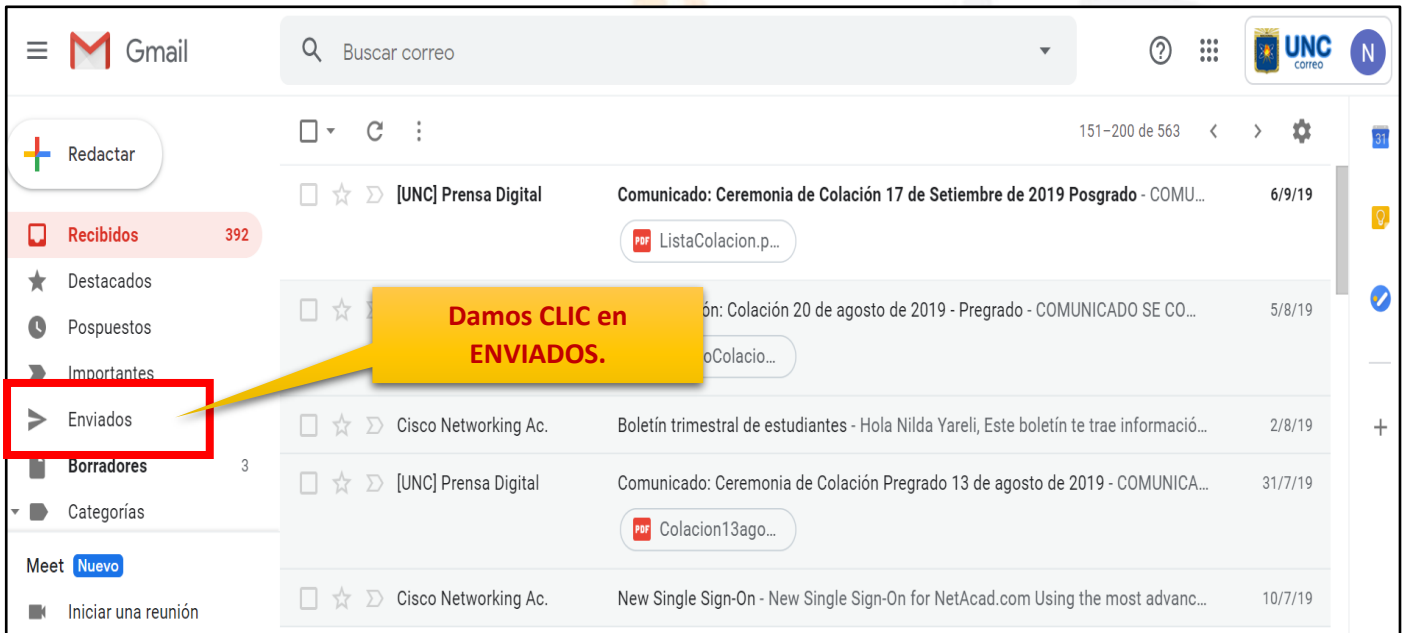 Gmail
Buscar correo
UNC
correo
N
Redactar
151–200 de 563
31
Recibidos 392
Destacados
Pospuestos
Importantes
Enviados
Borradores 3
Categorías
Meet Nuevo
Iniciar una reunión
[UNC] Prensa Digital Comunicado: Ceremonia de Colación 17 de Setiembre de 2019 Posgrado - COMU... 6/9/19
PDF ListaColacion.p...
Damos CLIC en
ENVIADOS.
ón: Colación 20 de agosto de 2019 - Pregrado - COMUNICADO SE CO... 5/8/19
oColacio...
Cisco Networking Ac. Boletín trimestral de estudiantes - Hola Nilda Yareli, Este boletín te trae informació... 2/8/19
[UNC] Prensa Digital Comunicado: Ceremonia de Colación Pregrado 13 de agosto de 2019 - COMUNICA... 31/7/19
PDF Colacion13ago...
Cisco Networking Ac. New Single Sign-On - New Single Sign-On for NetAcad.com Using the most advanc... 10/7/19